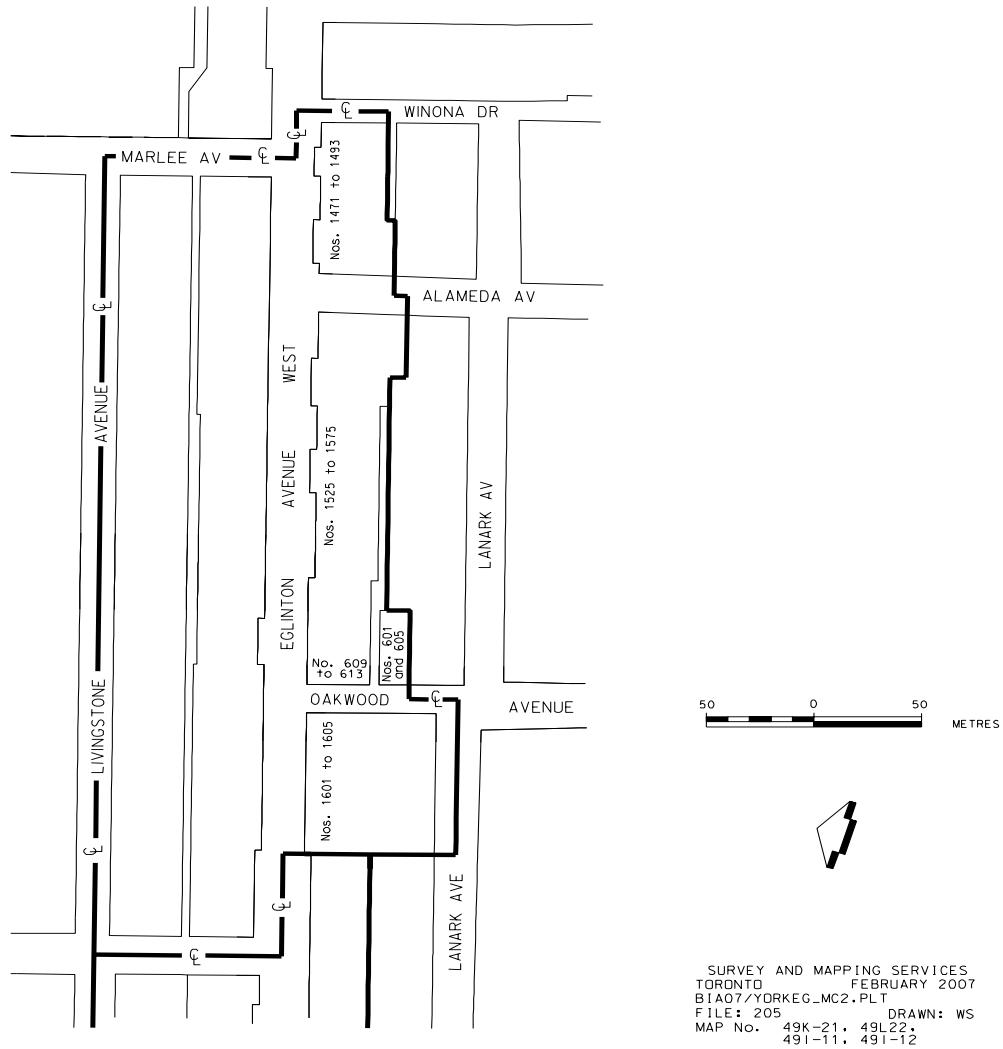 WINONA DR
MARLEE AV
Nos. 1471 to 1493
ALAMEDA AV
EGLINTON AVENUE WEST
Nos. 1525 to 1575
LIVINGSTONE AVENUE
LANARK AV
Nos. 601
and 605
No. 609
to 613
OAKWOOD AVENUE
Nos. 1601 to 1605
LANARK AVE
50 0 50
METRES
SURVEY AND MAPPING SERVICES
TORONTO FEBRUARY 2007
BIA07/YORKEG_MC2.PLT
FILE: 205 DRAWN: WS
MAP No. 49K-21, 49L22,
49I-11, 49I-12